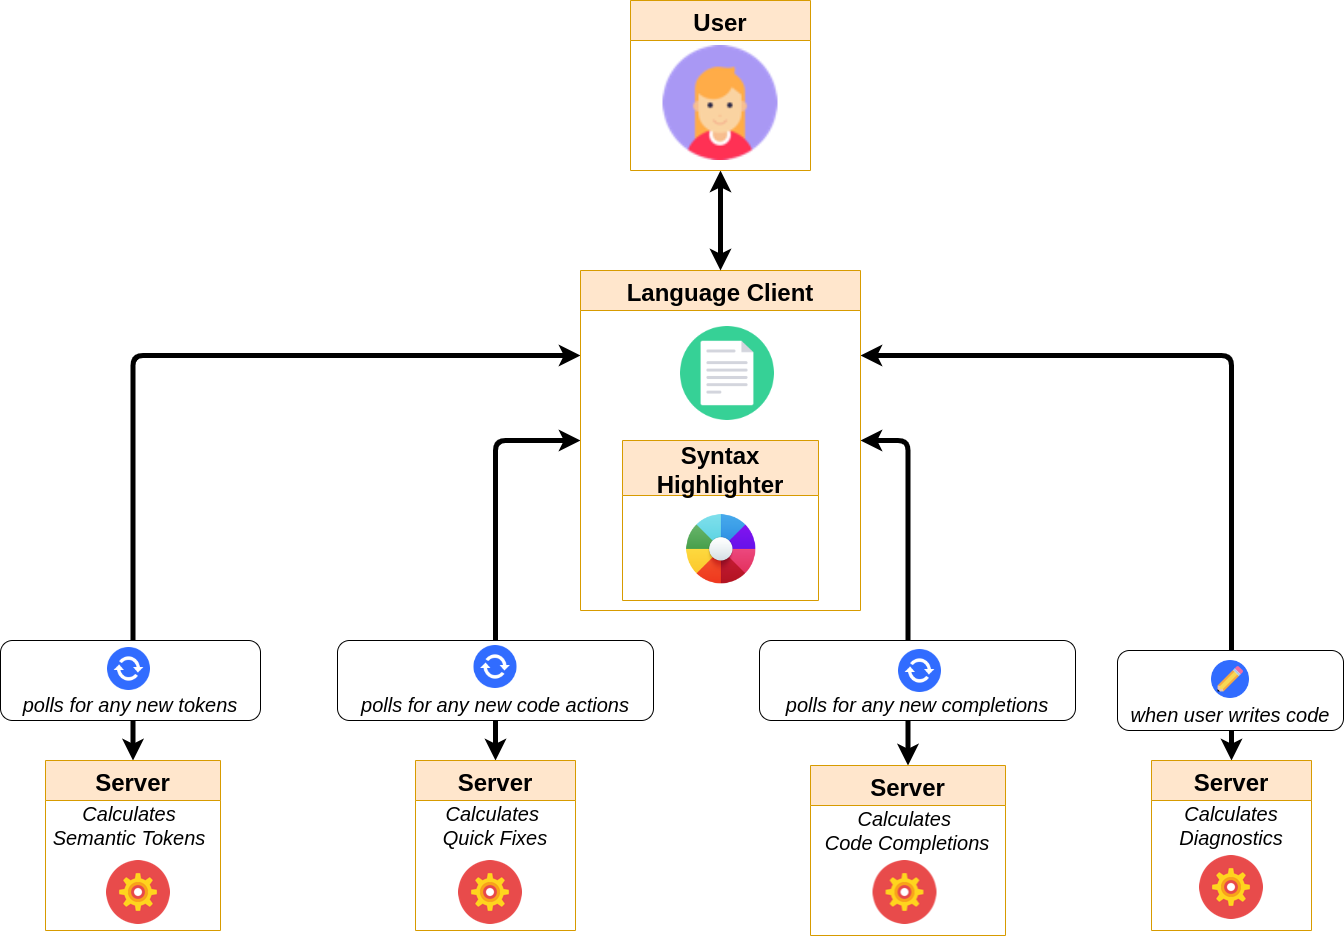 User
Language Client
Syntax
Highlighter
polls for any new tokens
polls for any new code actions
polls for any new completions
when user writes code
Server
Calculates
Semantic Tokens
Server
Calculates
Quick Fixes
Server
Calculates
Code Completions
Server
Calculates
Diagnostics